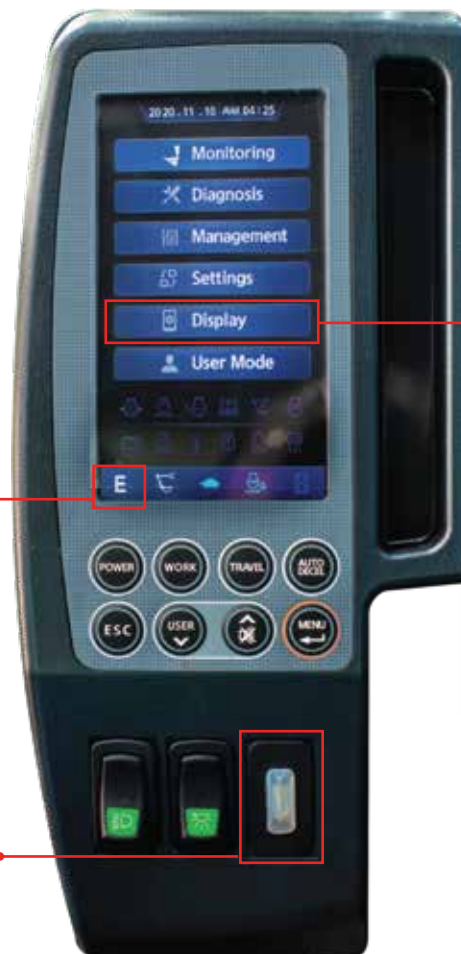 2020.11.10 AM 04:25
Monitoring
Diagnosis
Management
Settings
Display
User Mode
E
POWER WORK TRAVEL AUTO DECEL
ESC USER MENU